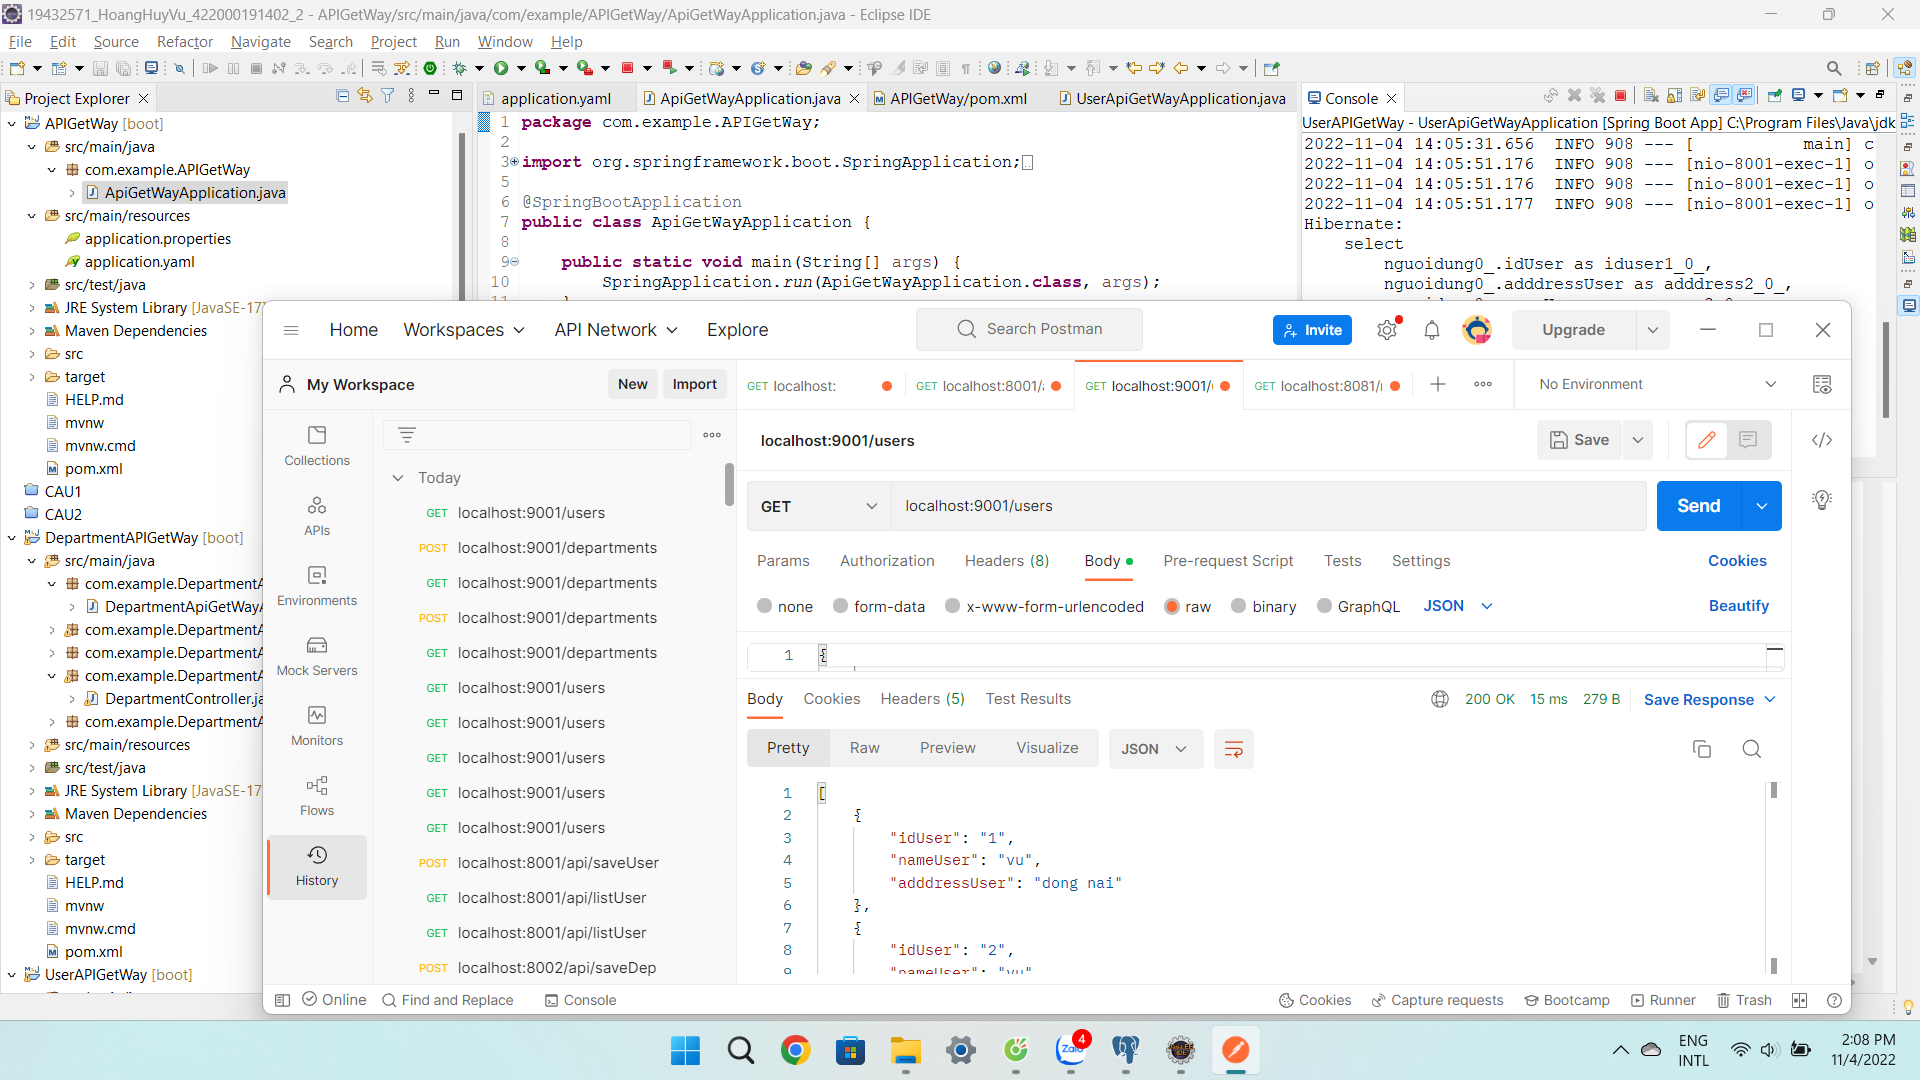 19432571_HoangHuyVu_422000191402_2 - APIGetWay/src/main/java/com/example/APIGetWay/ApiGetWayApplication.java - Eclipse IDE
File Edit Source Refactor Navigate Search Project Run Window Help
Project Explorer
APIGetWay [boot]
src/main/java
com.example.APIGetWay
ApiGetWayApplication.java
src/main/resources
application.properties
application.yaml
src/test/java
JRE System Library [JavaSE-17]
Maven Dependencies
src
target
HELP.md
mvnw
mvnw.cmd
pom.xml
CAU1
CAU2
DepartmentAPIGetWay [boot]
src/main/java
com.example.DepartmentA
DepartmentApiGetWayA
com.example.DepartmentA
com.example.DepartmentA
com.example.DepartmentA
DepartmentController.ja
com.example.DepartmentA
src/main/resources
src/test/java
JRE System Library [JavaSE-17
Maven Dependencies
src
target
HELP.md
mvnw
mvnw.cmd
pom.xml
UserAPIGetWay [boot]
application.yaml ApiGetWayApplication.java APIGetWay/pom.xml UserApiGetWayApplication.java
1 package com.example.APIGetWay;
2
3 import org.springframework.boot.SpringApplication;
5
6 @SpringBootApplication
7 public class ApiGetWayApplication {
8
9 public static void main(String[] args) {
10 SpringApplication.run(ApiGetWayApplication.class, args);
11 }
Console
UserAPIGetWay - UserApiGetWayApplication [Spring Boot App] C:\Program Files\Java\jdk
2022-11-04 14:05:31.656 INFO 908 --- [ main] c
2022-11-04 14:05:51.176 INFO 908 --- [nio-8001-exec-1] o
2022-11-04 14:05:51.176 INFO 908 --- [nio-8001-exec-1] o
2022-11-04 14:05:51.177 INFO 908 --- [nio-8001-exec-1] o
Hibernate:
select
nguoidung0_.idUser as iduser1_0_,
nguoidung0_.adddressUser as adddress2_0_,
Home Workspaces API Network Explore
Search Postman
Invite
Upgrade
My Workspace
New Import
GET localhost: GET localhost:8001/a GET localhost:9001/ GET localhost:8081/
No Environment
Collections
APIs
Environments
Mock Servers
Monitors
Flows
History
Today
GET localhost:9001/users
POST localhost:9001/departments
GET localhost:9001/departments
POST localhost:9001/departments
GET localhost:9001/departments
GET localhost:9001/users
GET localhost:9001/users
GET localhost:9001/users
GET localhost:9001/users
GET localhost:9001/users
POST localhost:8001/api/saveUser
GET localhost:8001/api/listUser
GET localhost:8001/api/listUser
POST localhost:8002/api/saveDep
localhost:9001/users
Save
GET localhost:9001/users
Send
Params Authorization Headers (8) Body Pre-request Script Tests Settings Cookies
none form-data x-www-form-urlencoded raw binary GraphQL JSON Beautify
1 {
Body Cookies Headers (5) Test Results 200 OK 15 ms 279 B Save Response
Pretty Raw Preview Visualize JSON
1 [
2 {
3 "idUser": "1",
4 "nameUser": "vu",
5 "adddressUser": "dong nai"
6 },
7 {
8 "idUser": "2",
9 "nameUser": "vu"
Online Find and Replace Console Cookies Capture requests Bootcamp Runner Trash
Zalo 4
ENG
INTL
2:08 PM
11/4/2022